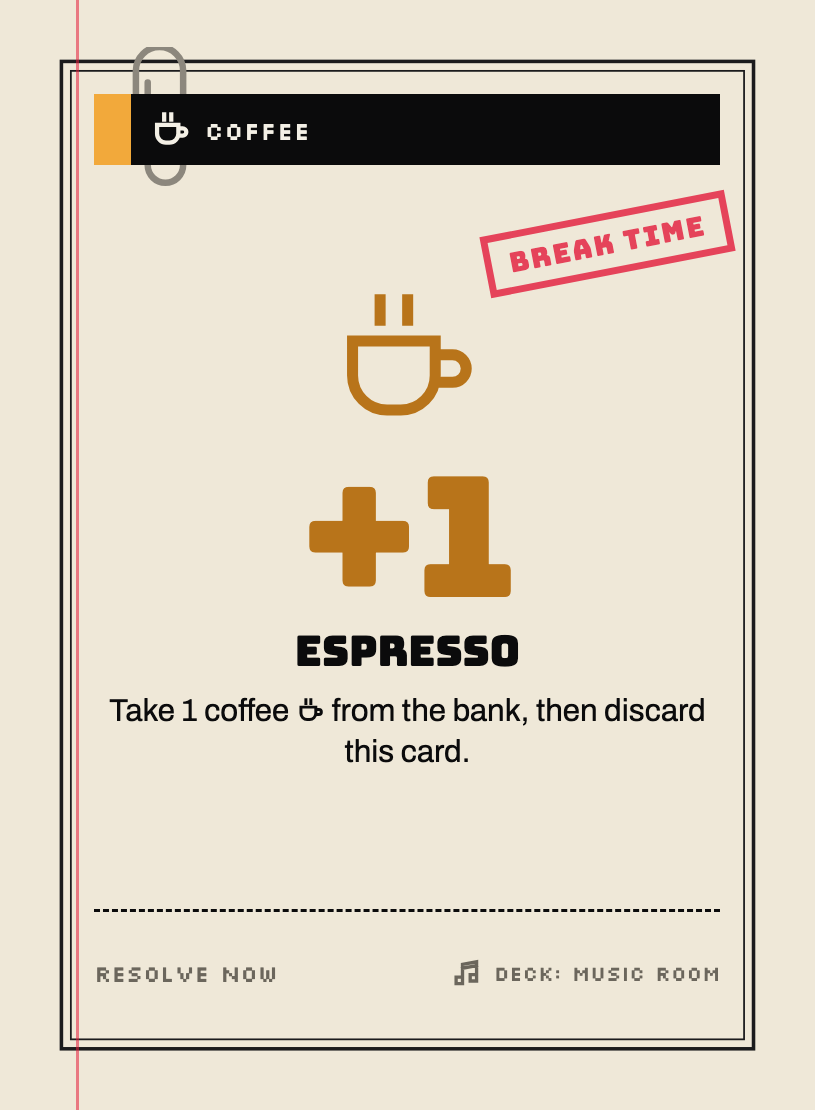 COFFEE
BREAK TIME
+1
ESPRESSO
Take 1 coffee from the bank, then discard
this card.
RESOLVE NOW
DECK: MUSIC ROOM